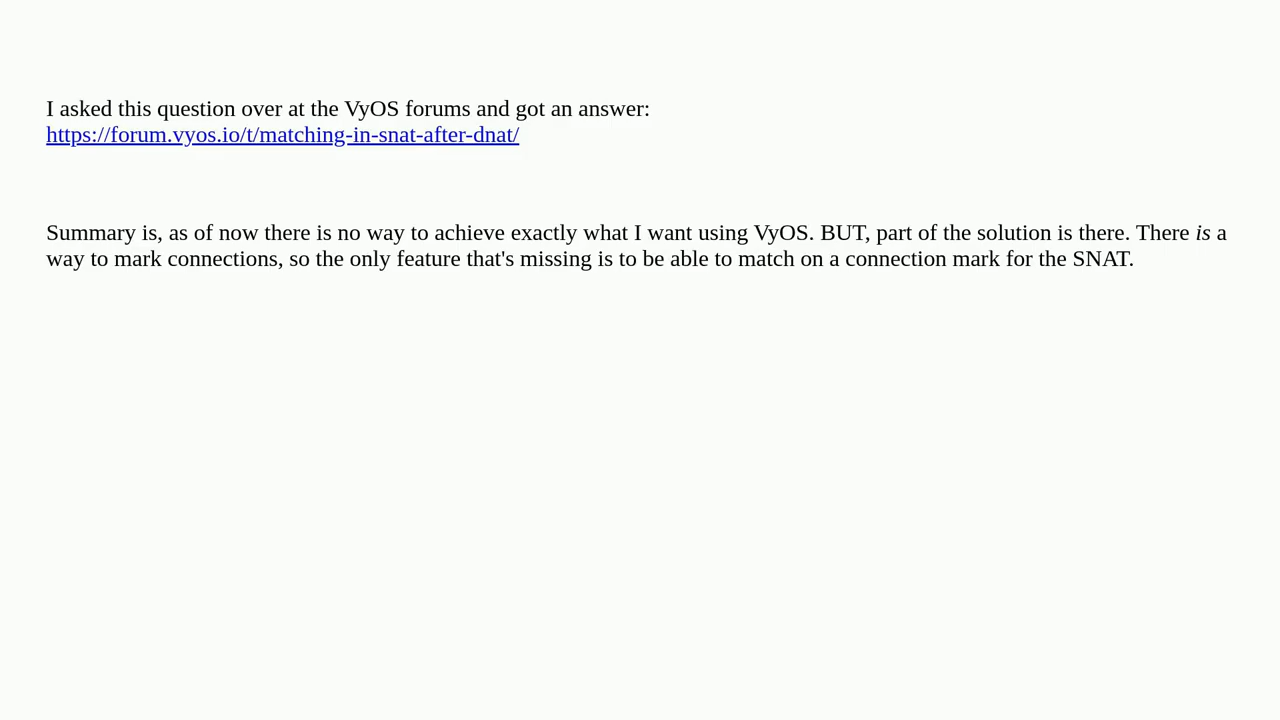 I asked this question over at the VyOS forums and got an answer:
https://forum.vyos.io/t/matching-in-snat-after-dnat/
Summary is, as of now there is no way to achieve exactly what I want using VyOS. BUT, part of the solution is there. There is a
way to mark connections, so the only feature that's missing is to be able to match on a connection mark for the SNAT.